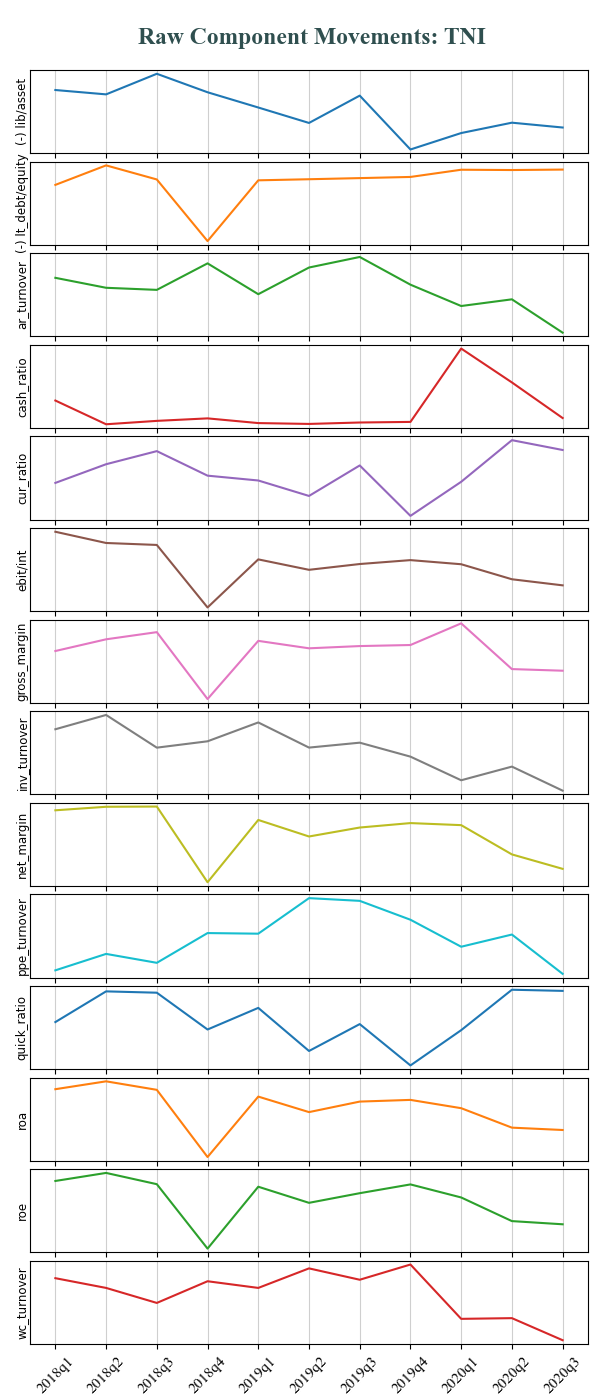 Raw Component Movements: TNI
(-) lib/asset
(-) lt_debt/equity
ar_turnover
cash_ratio
cur_ratio
ebit/int
gross_margin
inv_turnover
net_margin
ppe_turnover
quick_ratio
roa
roe
wc_turnover
2018q1
2018q2
2018q3
2018q4
2019q1
2019q2
2019q3
2019q4
2020q1
2020q2
2020q3